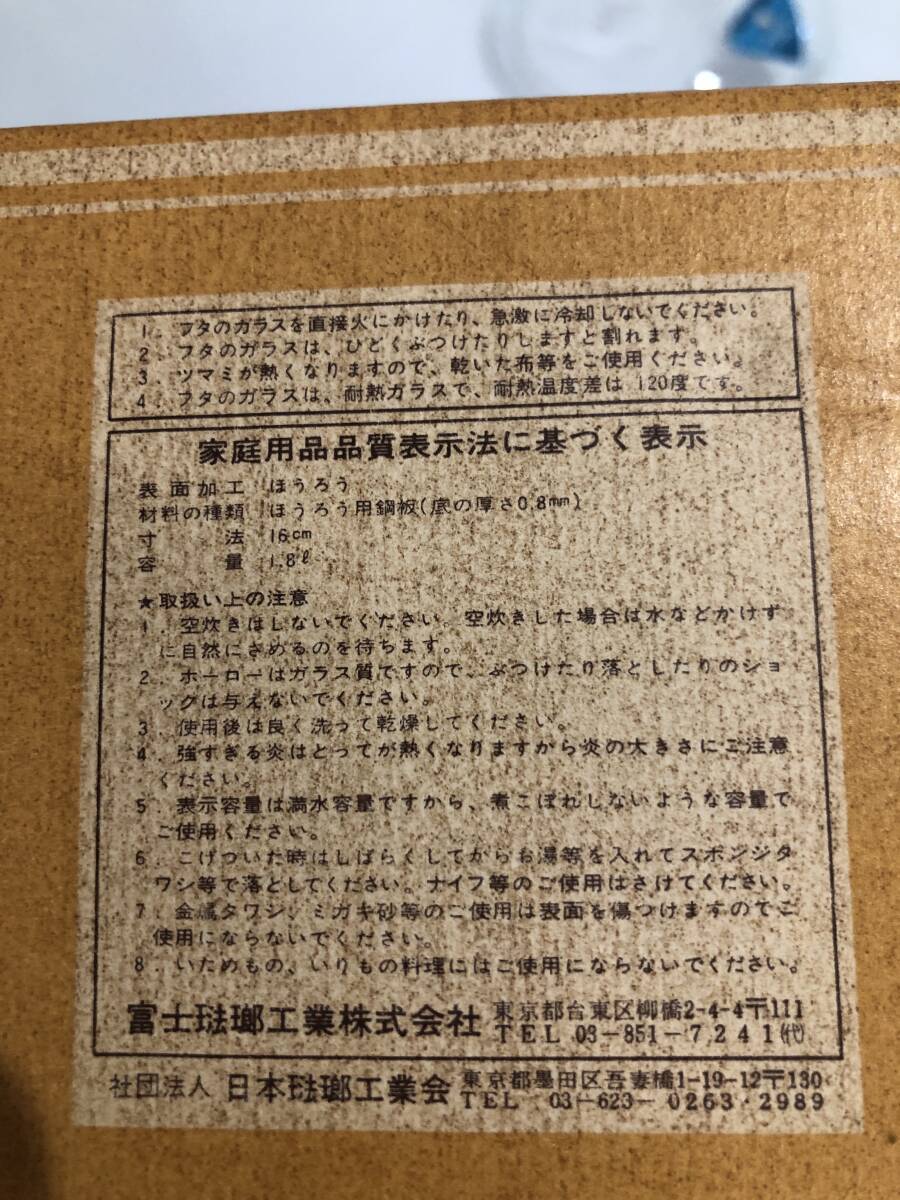 1．フタのガラスを直接火にかけたり、急激に冷却しないでください。
2．フタのガラスは、ひどくぶつけたりしますと割れます。
3．ツマミが熱くなりますので、乾いた布等をご使用ください。
4．フタのガラスは、耐熱ガラスで、耐熱温度差は120度です。
家庭用品品質表示法に基づく表示
表面加工 ほうろう
材料の種類 ほうろう用鋼板(底の厚さ0.8mm)
寸法 16cm
容量 1.8ℓ
★取扱い上の注意
1．空炊きはしないでください。空炊きした場合は水などかけず
に自然にさめるのを待ちます。
2．ホーローはガラス質ですので、ぶつけたり落としたりのショ
ックは与えないでください。
3．使用後は良く洗って乾燥してください。
4．強すぎる炎はとってが熱くなりますから炎の大きさにご注意
ください。
5．表示容量は満水容量ですから、煮こぼれしないような容量で
ご使用ください。
6．こげついた時はしばらくしてからお湯等を入れてスポンジタ
ワシ等で落としてください。ナイフ等のご使用はさけてください。
7．金属タワシ、ミガキ砂等のご使用は表面を傷つけますのでご
使用にならないでください。
8．いためもの、いりもの料理にはご使用にならないでください。
富士琺瑯工業株式会社 東京都台東区柳橋2-4-4〒111
TEL 03-851-7241(代)
社団法人 日本琺瑯工業会 東京都墨田区吾妻橋1-19-12〒130
TEL 03-623-0263・2989